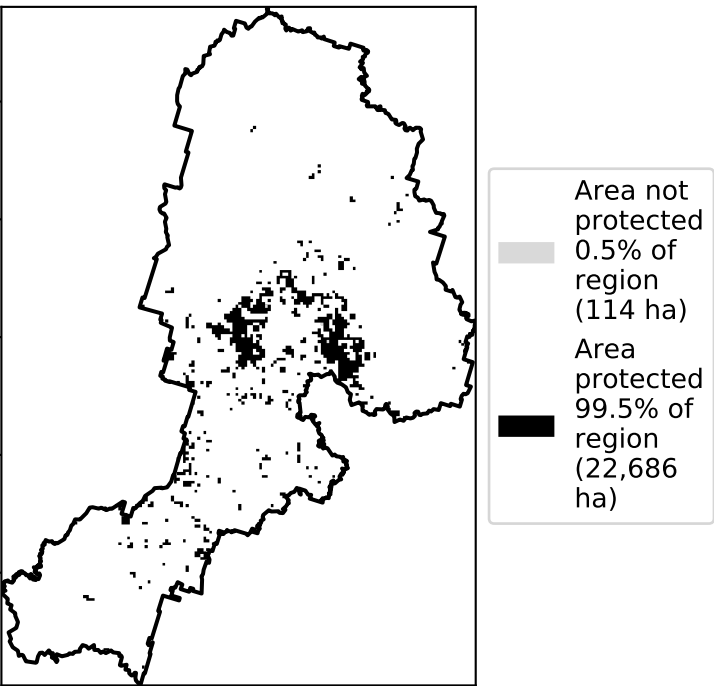 Area not
protected
0.5% of
region
(114 ha)
Area
protected
99.5% of
region
(22,686
ha)